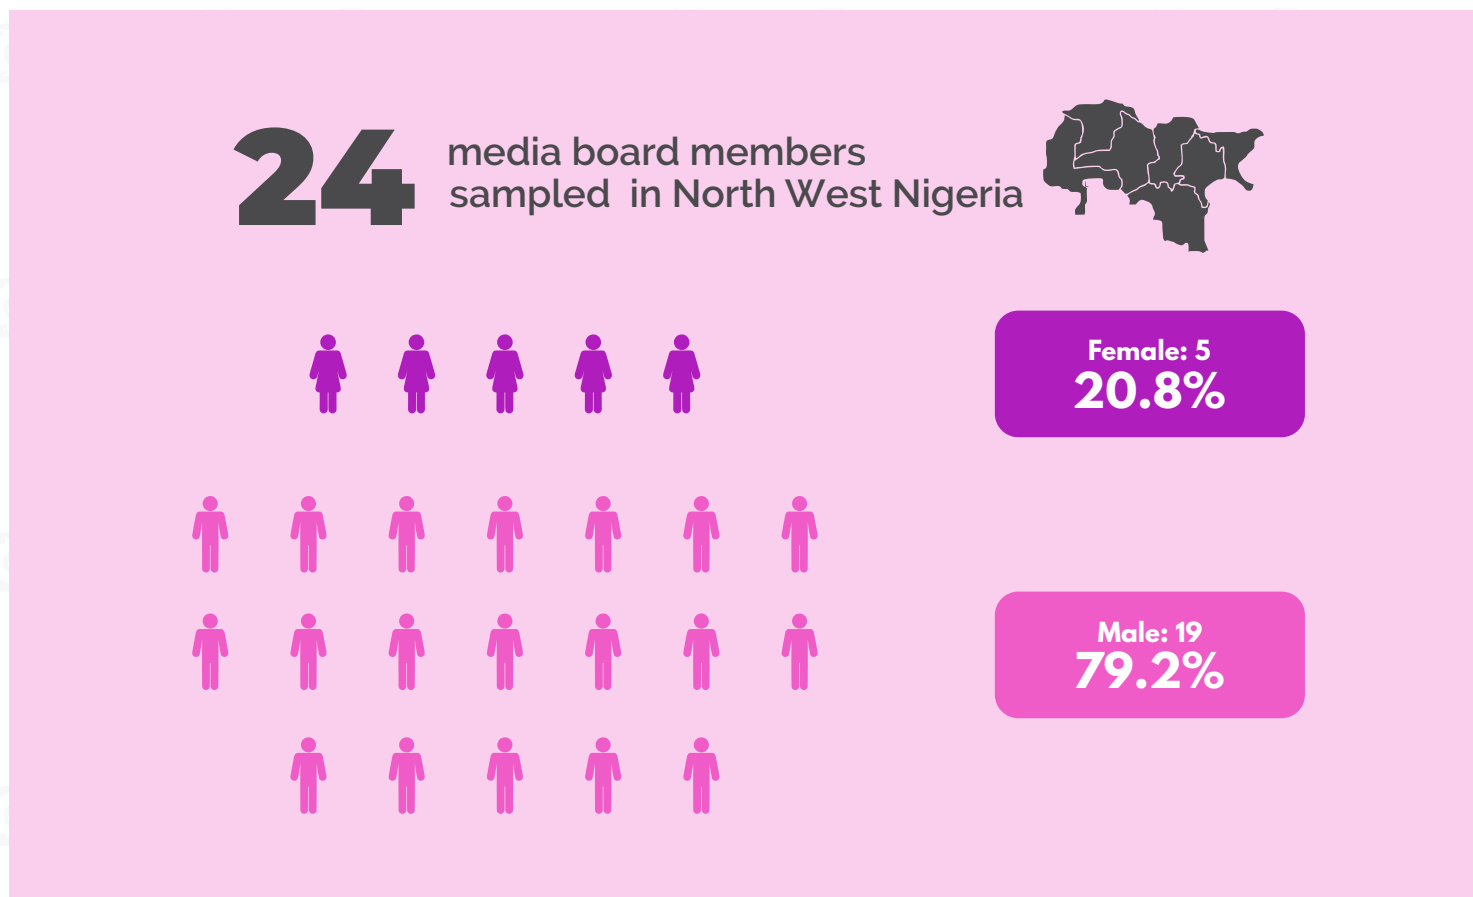 24
media board members
sampled in North West Nigeria
Female: 5
20.8%
Male: 19
79.2%